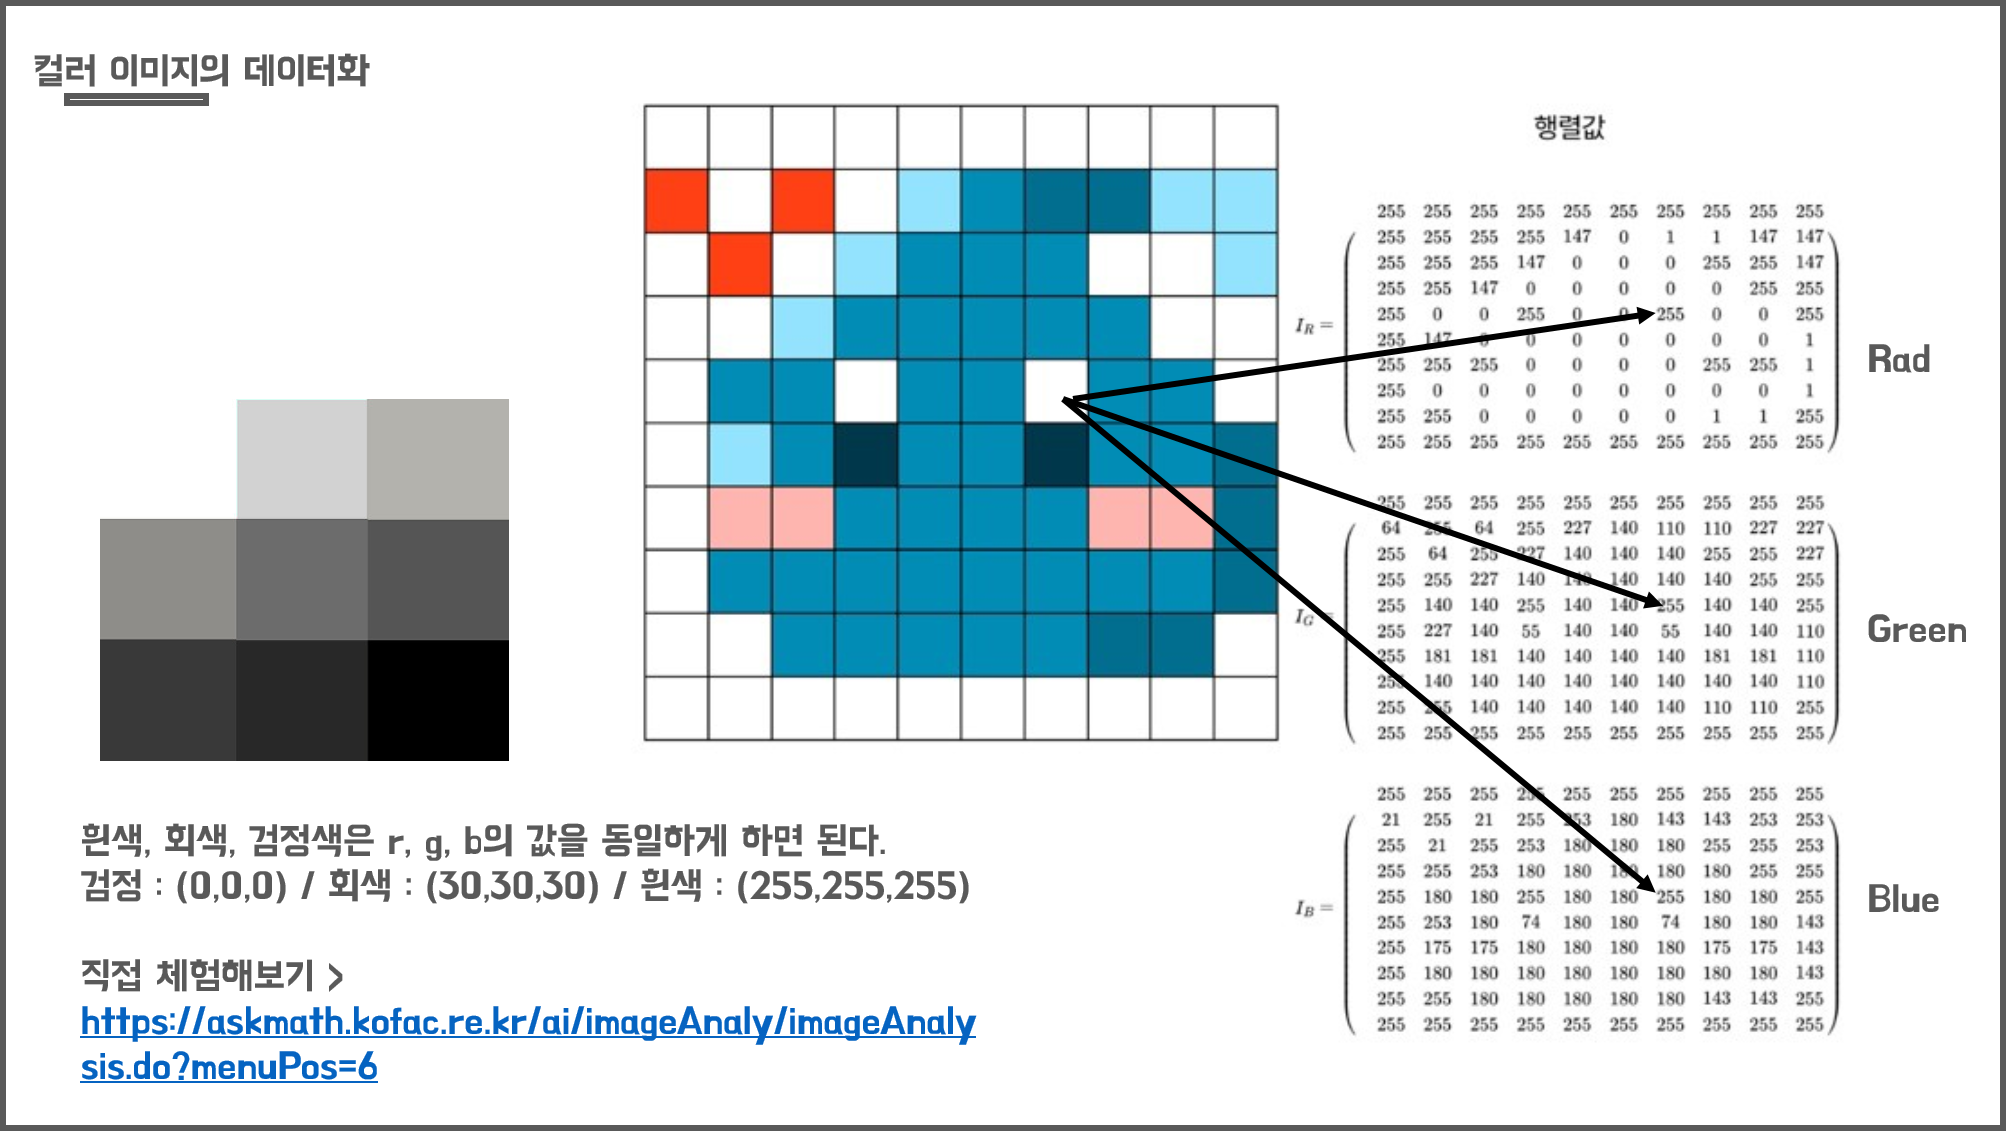 컬러 이미지의 데이터화
행렬값
255 255 255 255 255 255 255 255 255 255
255 255 255 255 147 0 1 1 147 147
255 255 255 147 0 0 0 255 255 147
255 255 147 0 0 0 0 0 255 255
I_R =
255 0 0 255 0 0 255 0 0 255
255 147 0 0 0 0 0 0 0 1
255 255 255 0 0 0 0 255 255 1
255 0 0 0 0 0 0 0 0 1
255 255 0 0 0 0 0 1 1 255
255 255 255 255 255 255 255 255 255 255
Rad
255 255 255 255 255 255 255 255 255 255
64 255 64 255 227 140 110 110 227 227
255 64 255 227 140 140 140 255 255 227
255 255 227 140 140 140 140 140 255 255
255 140 140 255 140 140 255 140 140 255
I_G =
255 227 140 55 140 140 55 140 140 110
255 181 181 140 140 140 140 181 181 110
255 140 140 140 140 140 140 140 140 110
255 255 140 140 140 140 140 110 110 255
255 255 255 255 255 255 255 255 255 255
Green
255 255 255 255 255 255 255 255 255 255
21 255 21 255 253 180 143 143 253 253
255 21 255 253 180 180 180 255 255 253
255 255 253 180 180 180 180 180 255 255
255 180 180 255 180 180 255 180 180 255
I_B =
255 253 180 74 180 180 74 180 180 143
255 175 175 180 180 180 180 175 175 143
255 180 180 180 180 180 180 180 180 143
255 255 180 180 180 180 180 143 143 255
255 255 255 255 255 255 255 255 255 255
Blue
흰색, 회색, 검정색은 r, g, b의 값을 동일하게 하면 된다.
검정 : (0,0,0) / 회색 : (30,30,30) / 흰색 : (255,255,255)
직접 체험해보기 >
https://askmath.kofac.re.kr/ai/imageAnaly/imageAnaly
sis.do?menuPos=6